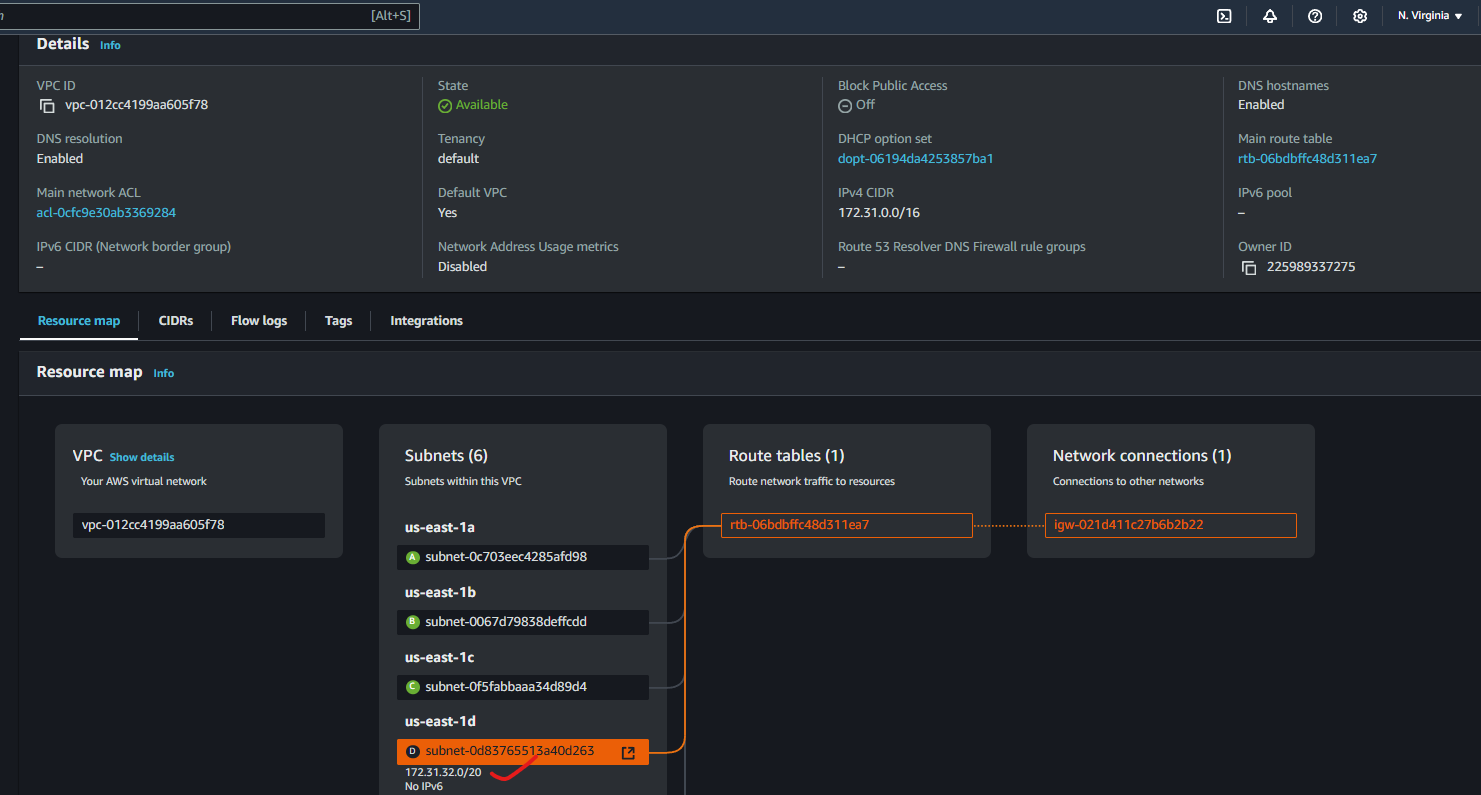 [Alt+S] N. Virginia
Details Info
VPC ID State Block Public Access DNS hostnames
vpc-012cc4199aa605f78 Available Off Enabled
DNS resolution Tenancy DHCP option set Main route table
Enabled default dopt-06194da4253857ba1 rtb-06bdbffc48d311ea7
Main network ACL Default VPC IPv4 CIDR IPv6 pool
acl-0cfc9e30ab3369284 Yes 172.31.0.0/16 –
IPv6 CIDR (Network border group) Network Address Usage metrics Route 53 Resolver DNS Firewall rule groups Owner ID
– Disabled – 225989337275
Resource map CIDRs Flow logs Tags Integrations
Resource map Info
VPC Show details
Your AWS virtual network
vpc-012cc4199aa605f78
Subnets (6)
Subnets within this VPC
us-east-1a
A subnet-0c703eec4285afd98
us-east-1b
B subnet-0067d79838deffcdd
us-east-1c
C subnet-0f5fabbaaa34d89d4
us-east-1d
D subnet-0d83765513a40d263
172.31.32.0/20
No IPv6
Route tables (1)
Route network traffic to resources
rtb-06bdbffc48d311ea7
Network connections (1)
Connections to other networks
igw-021d411c27b6b2b22